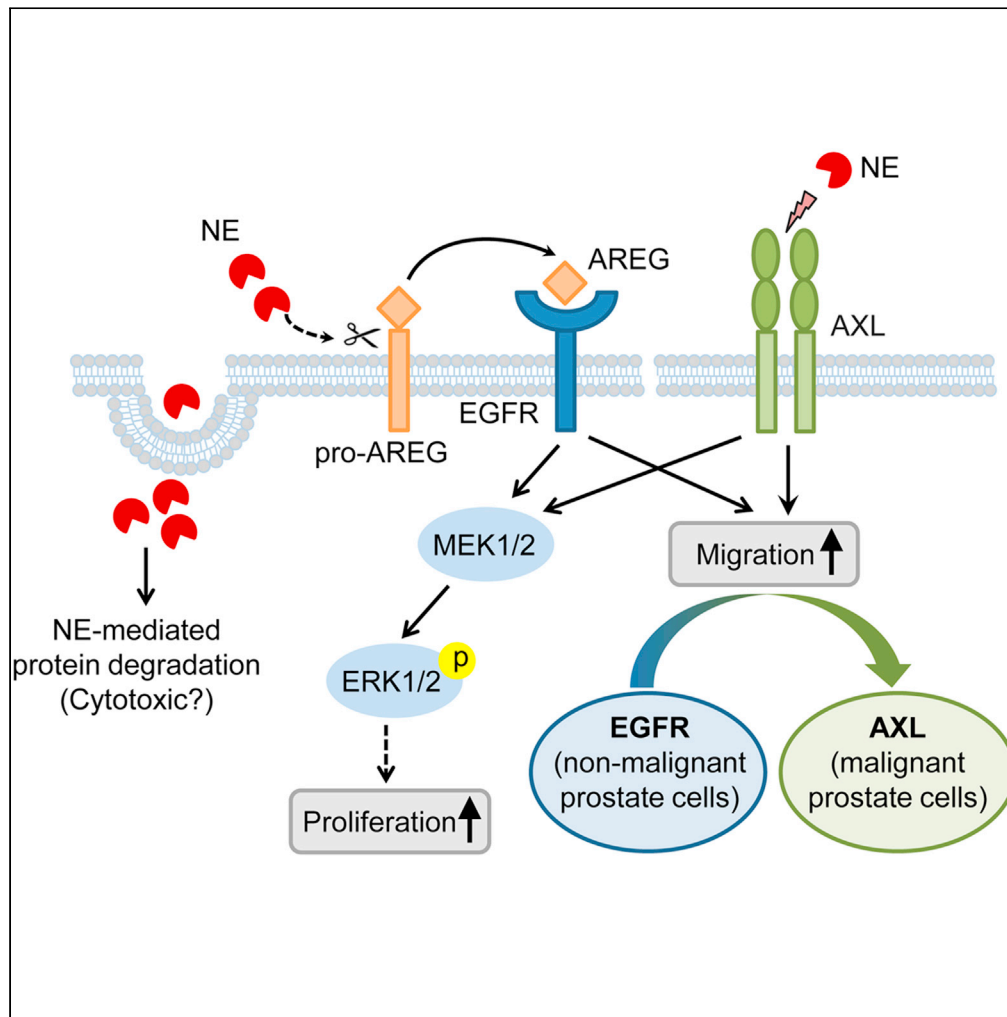 NE
NE
AREG
AXL
EGFR
pro-AREG
MEK1/2
Migration
NE-mediated
protein degradation
(Cytotoxic?)
p
ERK1/2
EGFR
(non-malignant
prostate cells)
AXL
(malignant
prostate cells)
Proliferation